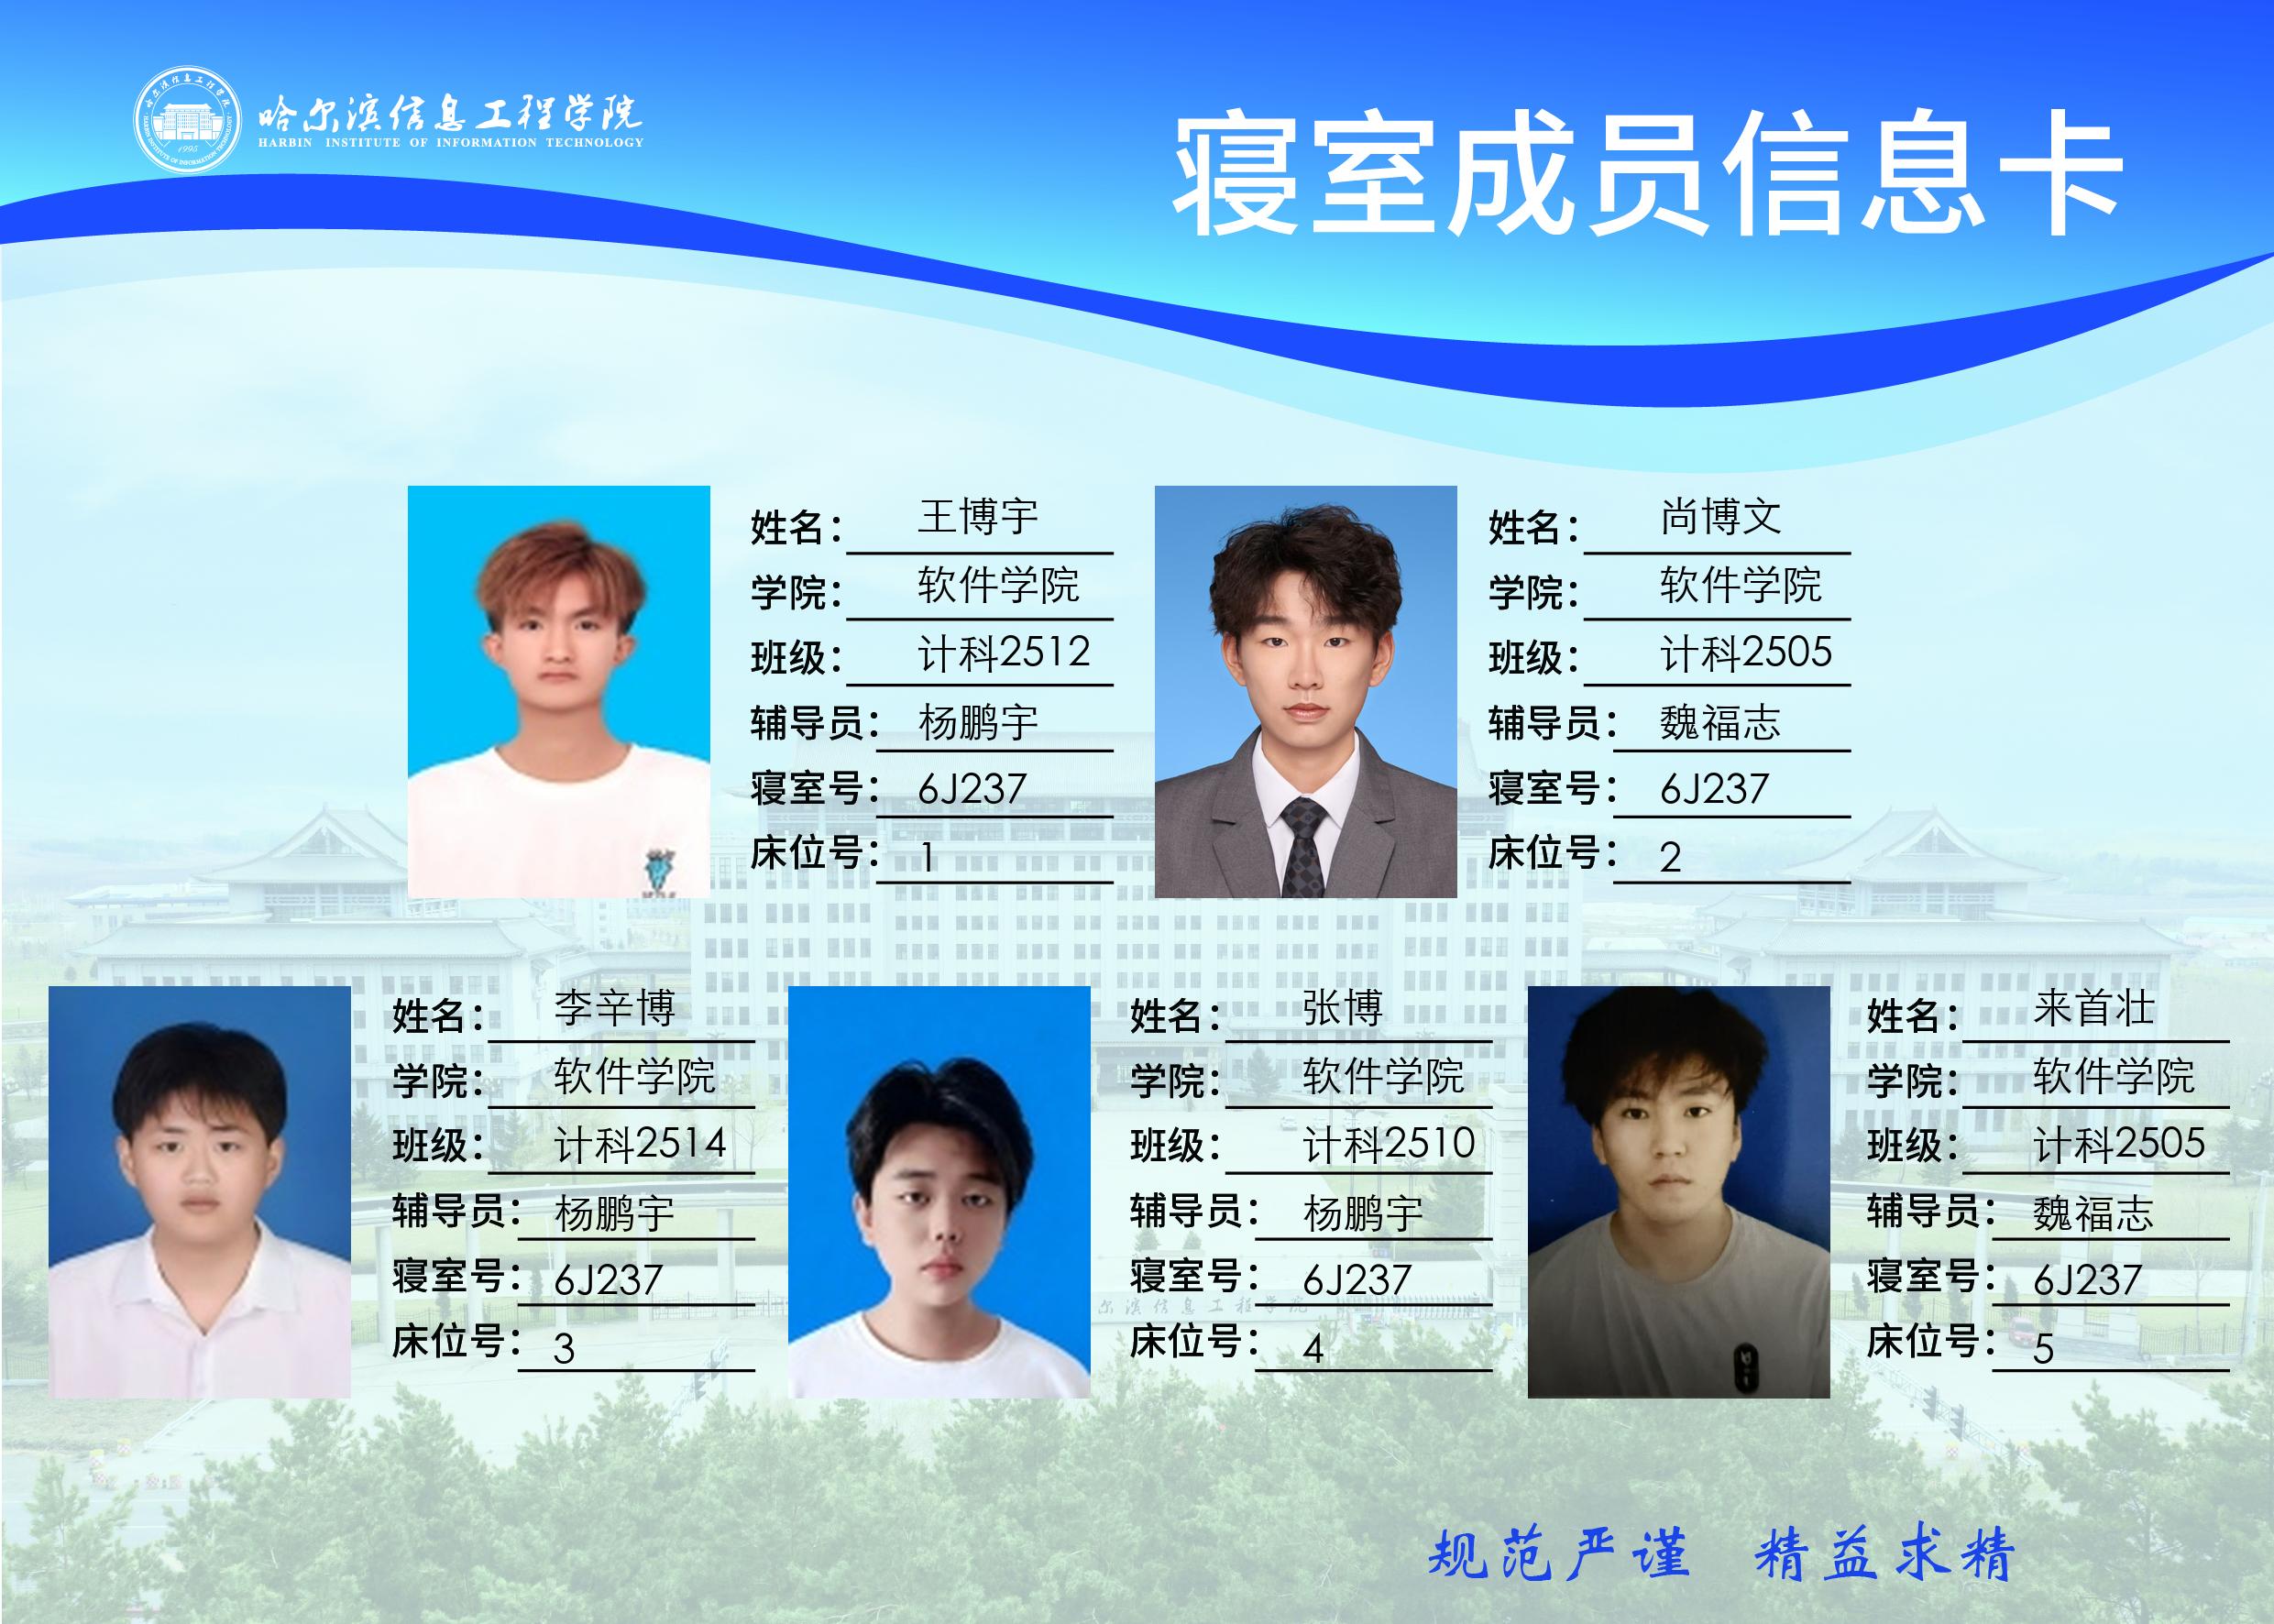 哈尔滨信息工程学院
HARBIN INSTITUTE OF INFORMATION TECHNOLOGY
1995
寝室成员信息卡
姓名：王博宇
学院：软件学院
班级：计科2512
辅导员：杨鹏宇
寝室号：6J237
床位号：1
姓名：尚博文
学院：软件学院
班级：计科2505
辅导员：魏福志
寝室号：6J237
床位号：2
姓名：李辛博
学院：软件学院
班级：计科2514
辅导员：杨鹏宇
寝室号：6J237
床位号：3
姓名：张博
学院：软件学院
班级：计科2510
辅导员：杨鹏宇
寝室号：6J237
床位号：4
姓名：来首壮
学院：软件学院
班级：计科2505
辅导员：魏福志
寝室号：6J237
床位号：5
规范严谨 精益求精